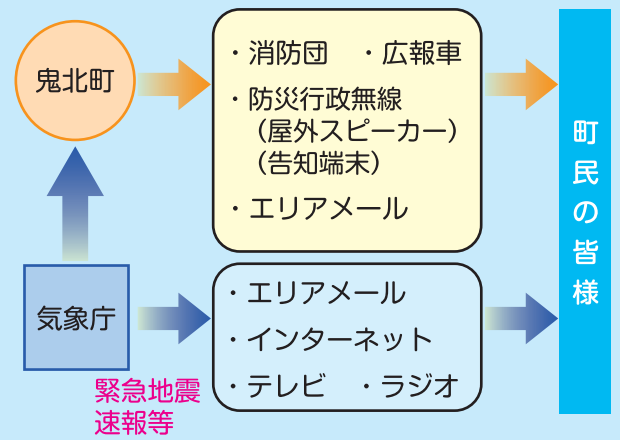 鬼北町
・消防団　・広報車
・防災行政無線
（屋外スピーカー）
（告知端末）
・エリアメール
町民の皆様
気象庁
・エリアメール
・インターネット
・テレビ　・ラジオ
緊急地震
速報等